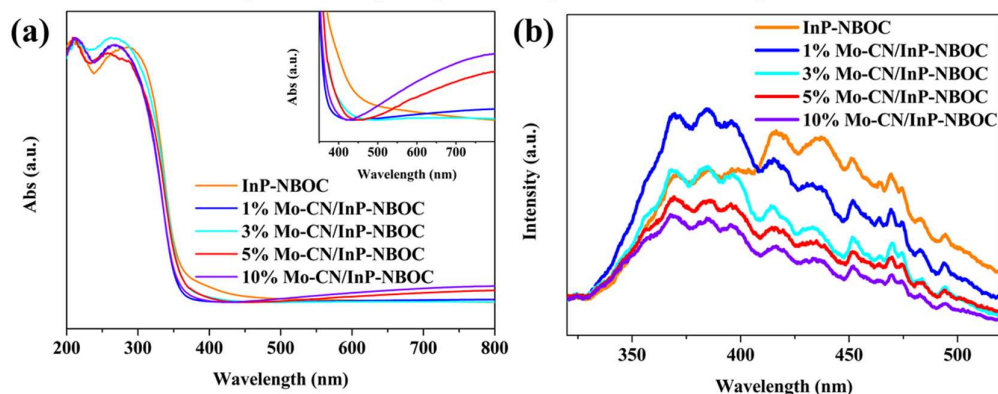 (a)
Abs (a.u.)
Abs (a.u.)
400 500 600 700
Wavelength (nm)
InP-NBOC
1% Mo-CN/InP-NBOC
3% Mo-CN/InP-NBOC
5% Mo-CN/InP-NBOC
10% Mo-CN/InP-NBOC
200 300 400 500 600 700 800
Wavelength (nm)
(b)
Intensity (a.u.)
InP-NBOC
1% Mo-CN/InP-NBOC
3% Mo-CN/InP-NBOC
5% Mo-CN/InP-NBOC
10% Mo-CN/InP-NBOC
350 400 450 500
Wavelength (nm)